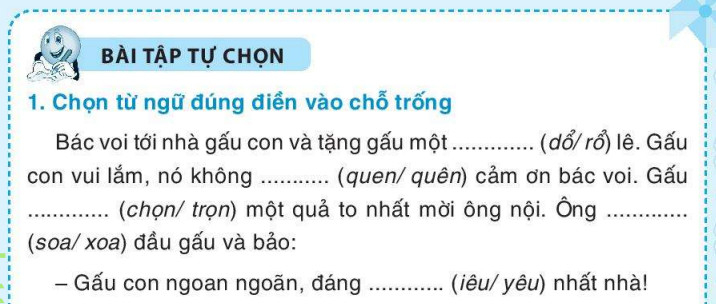 BÀI TẬP TỰ CHỌN
1. Chọn từ ngữ đúng điền vào chỗ trống
Bác voi tới nhà gấu con và tặng gấu một ............. (dổ/ rổ) lê. Gấu
con vui lắm, nó không ........... (quen/ quên) cảm ơn bác voi. Gấu
............. (chọn/ trọn) một quả to nhất mời ông nội. Ông .............
(soa/ xoa) đầu gấu và bảo:
– Gấu con ngoan ngoãn, đáng ............ (iêu/ yêu) nhất nhà!